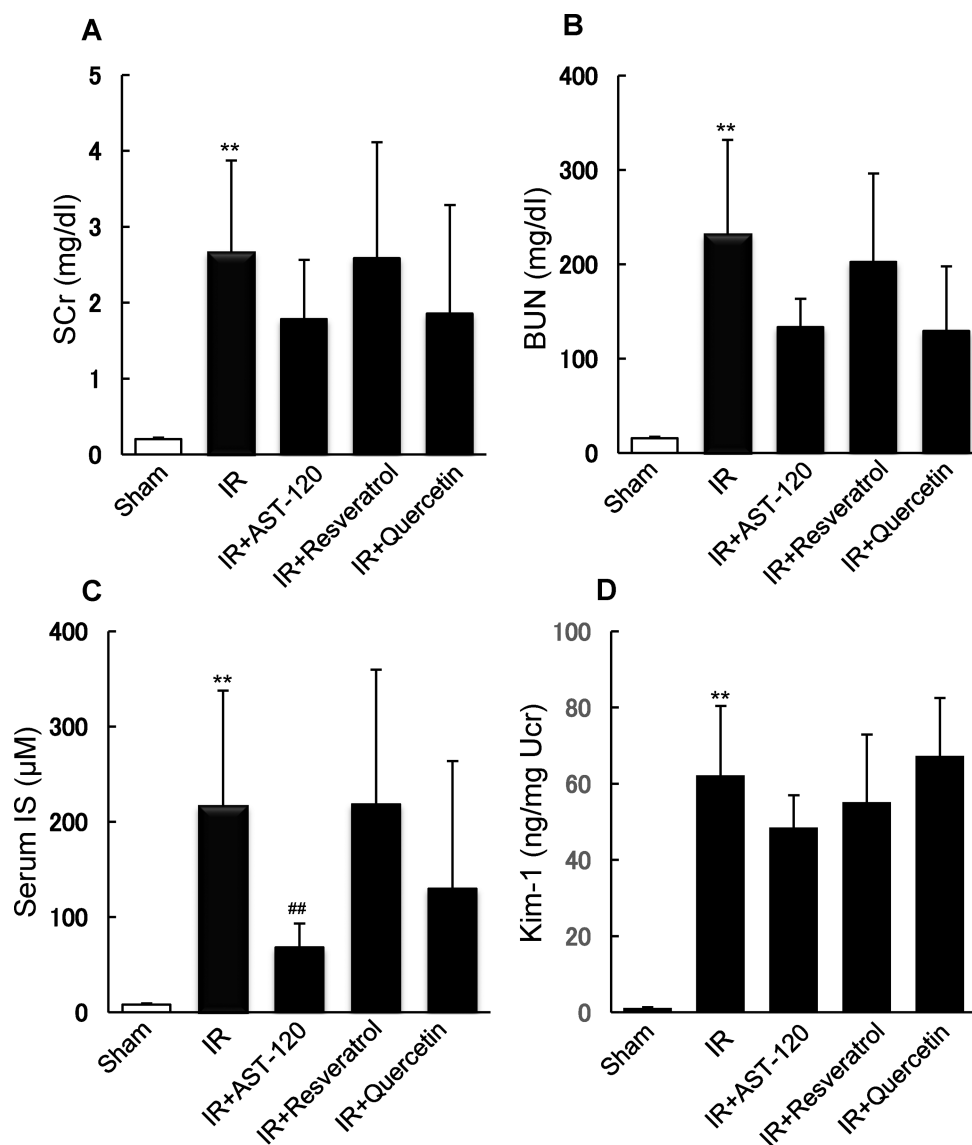 A
SCr (mg/dl)
5
4
3
2
1
0
**
Sham
IR
IR+AST-120
IR+Resveratrol
IR+Quercetin
B
BUN (mg/dl)
400
300
200
100
0
**
Sham
IR
IR+AST-120
IR+Resveratrol
IR+Quercetin
C
Serum IS (µM)
400
300
200
100
0
**
##
Sham
IR
IR+AST-120
IR+Resveratrol
IR+Quercetin
D
Kim-1 (ng/mg Ucr)
100
80
60
40
20
0
**
Sham
IR
IR+AST-120
IR+Resveratrol
IR+Quercetin